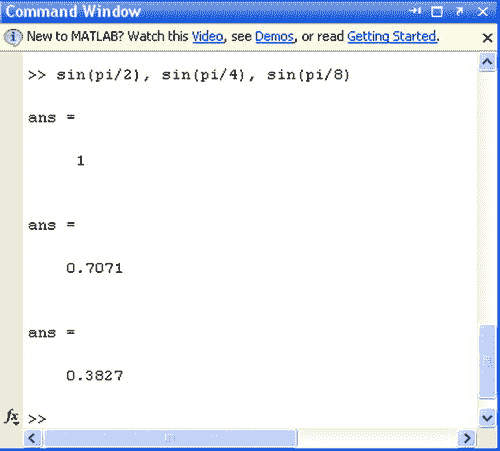 Command Window
New to MATLAB? Watch this Video, see Demos, or read Getting Started.
>> sin(pi/2), sin(pi/4), sin(pi/8)
ans =
1
ans =
0.7071
ans =
0.3827
fx >>